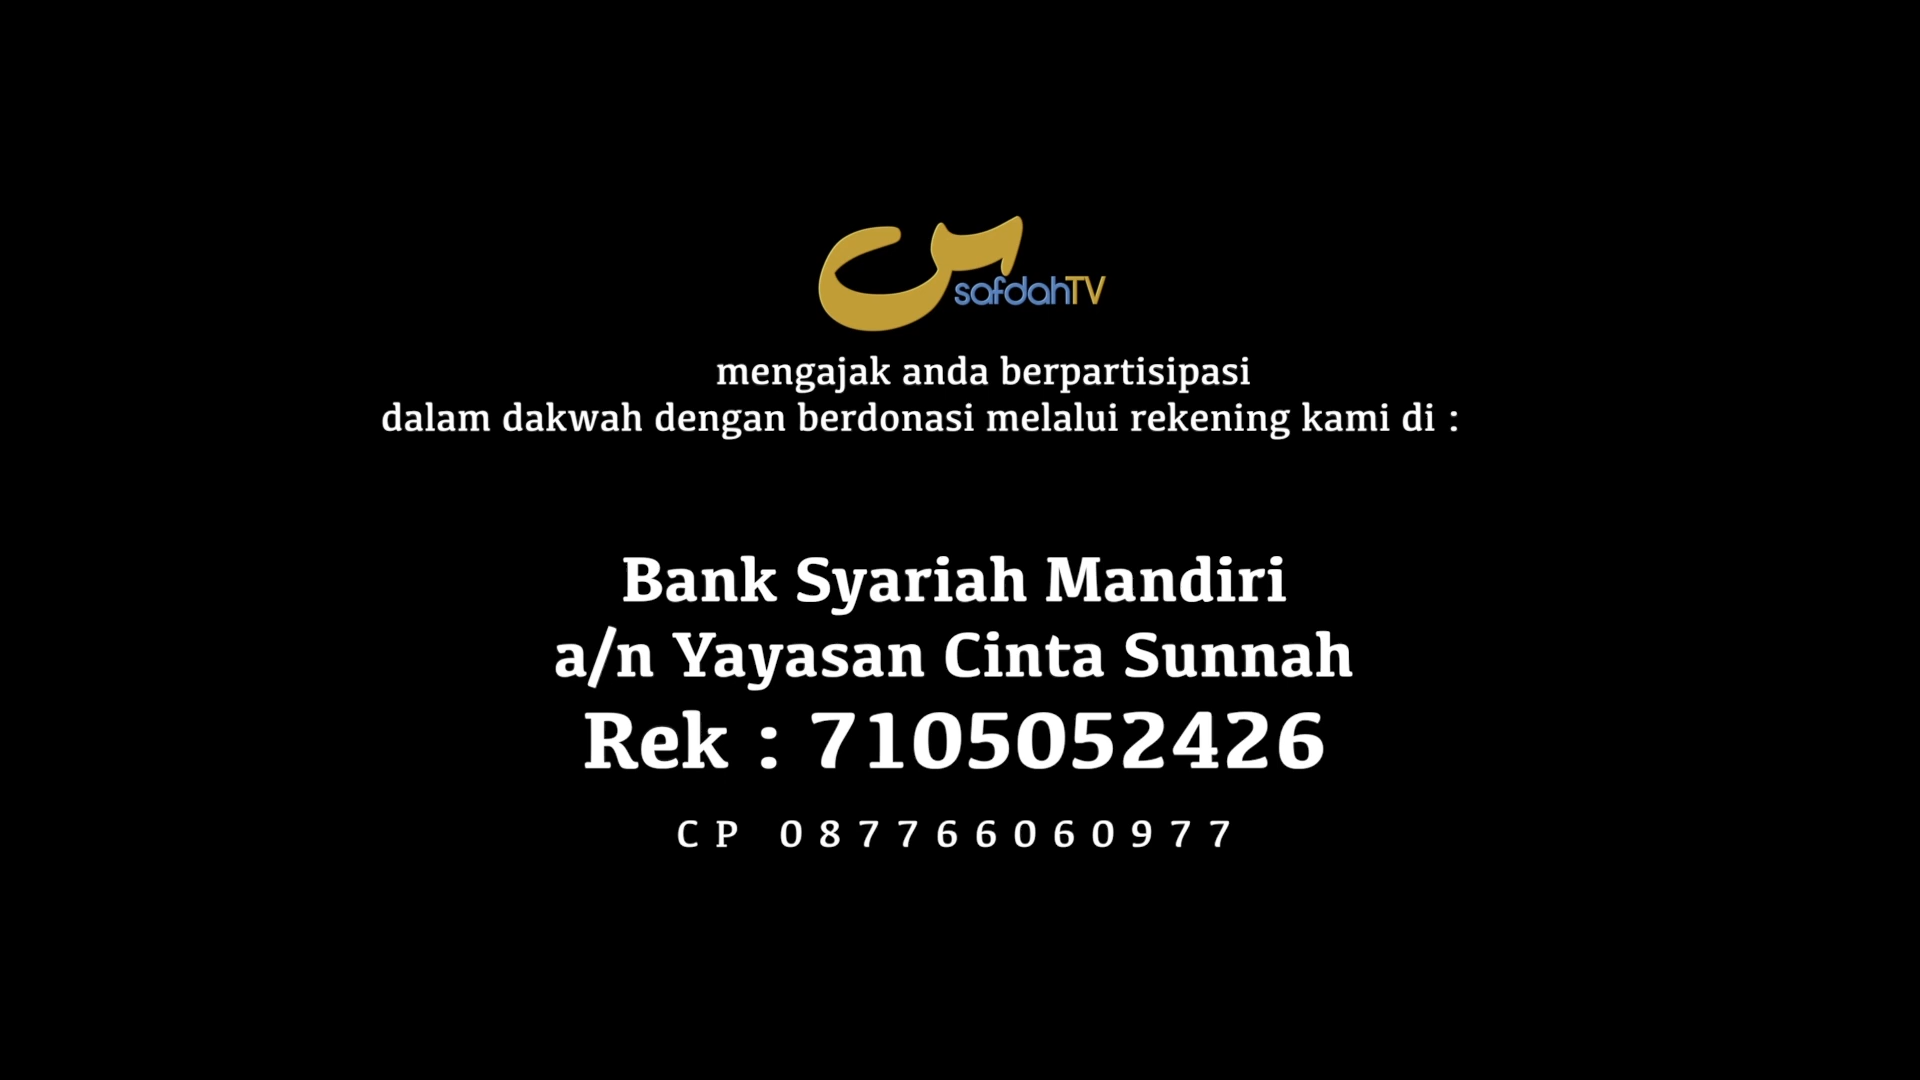 س
safdahTV
mengajak anda berpartisipasi
dalam dakwah dengan berdonasi melalui rekening kami di :
Bank Syariah Mandiri
a/n Yayasan Cinta Sunnah
Rek : 7105052426
CP 087766060977